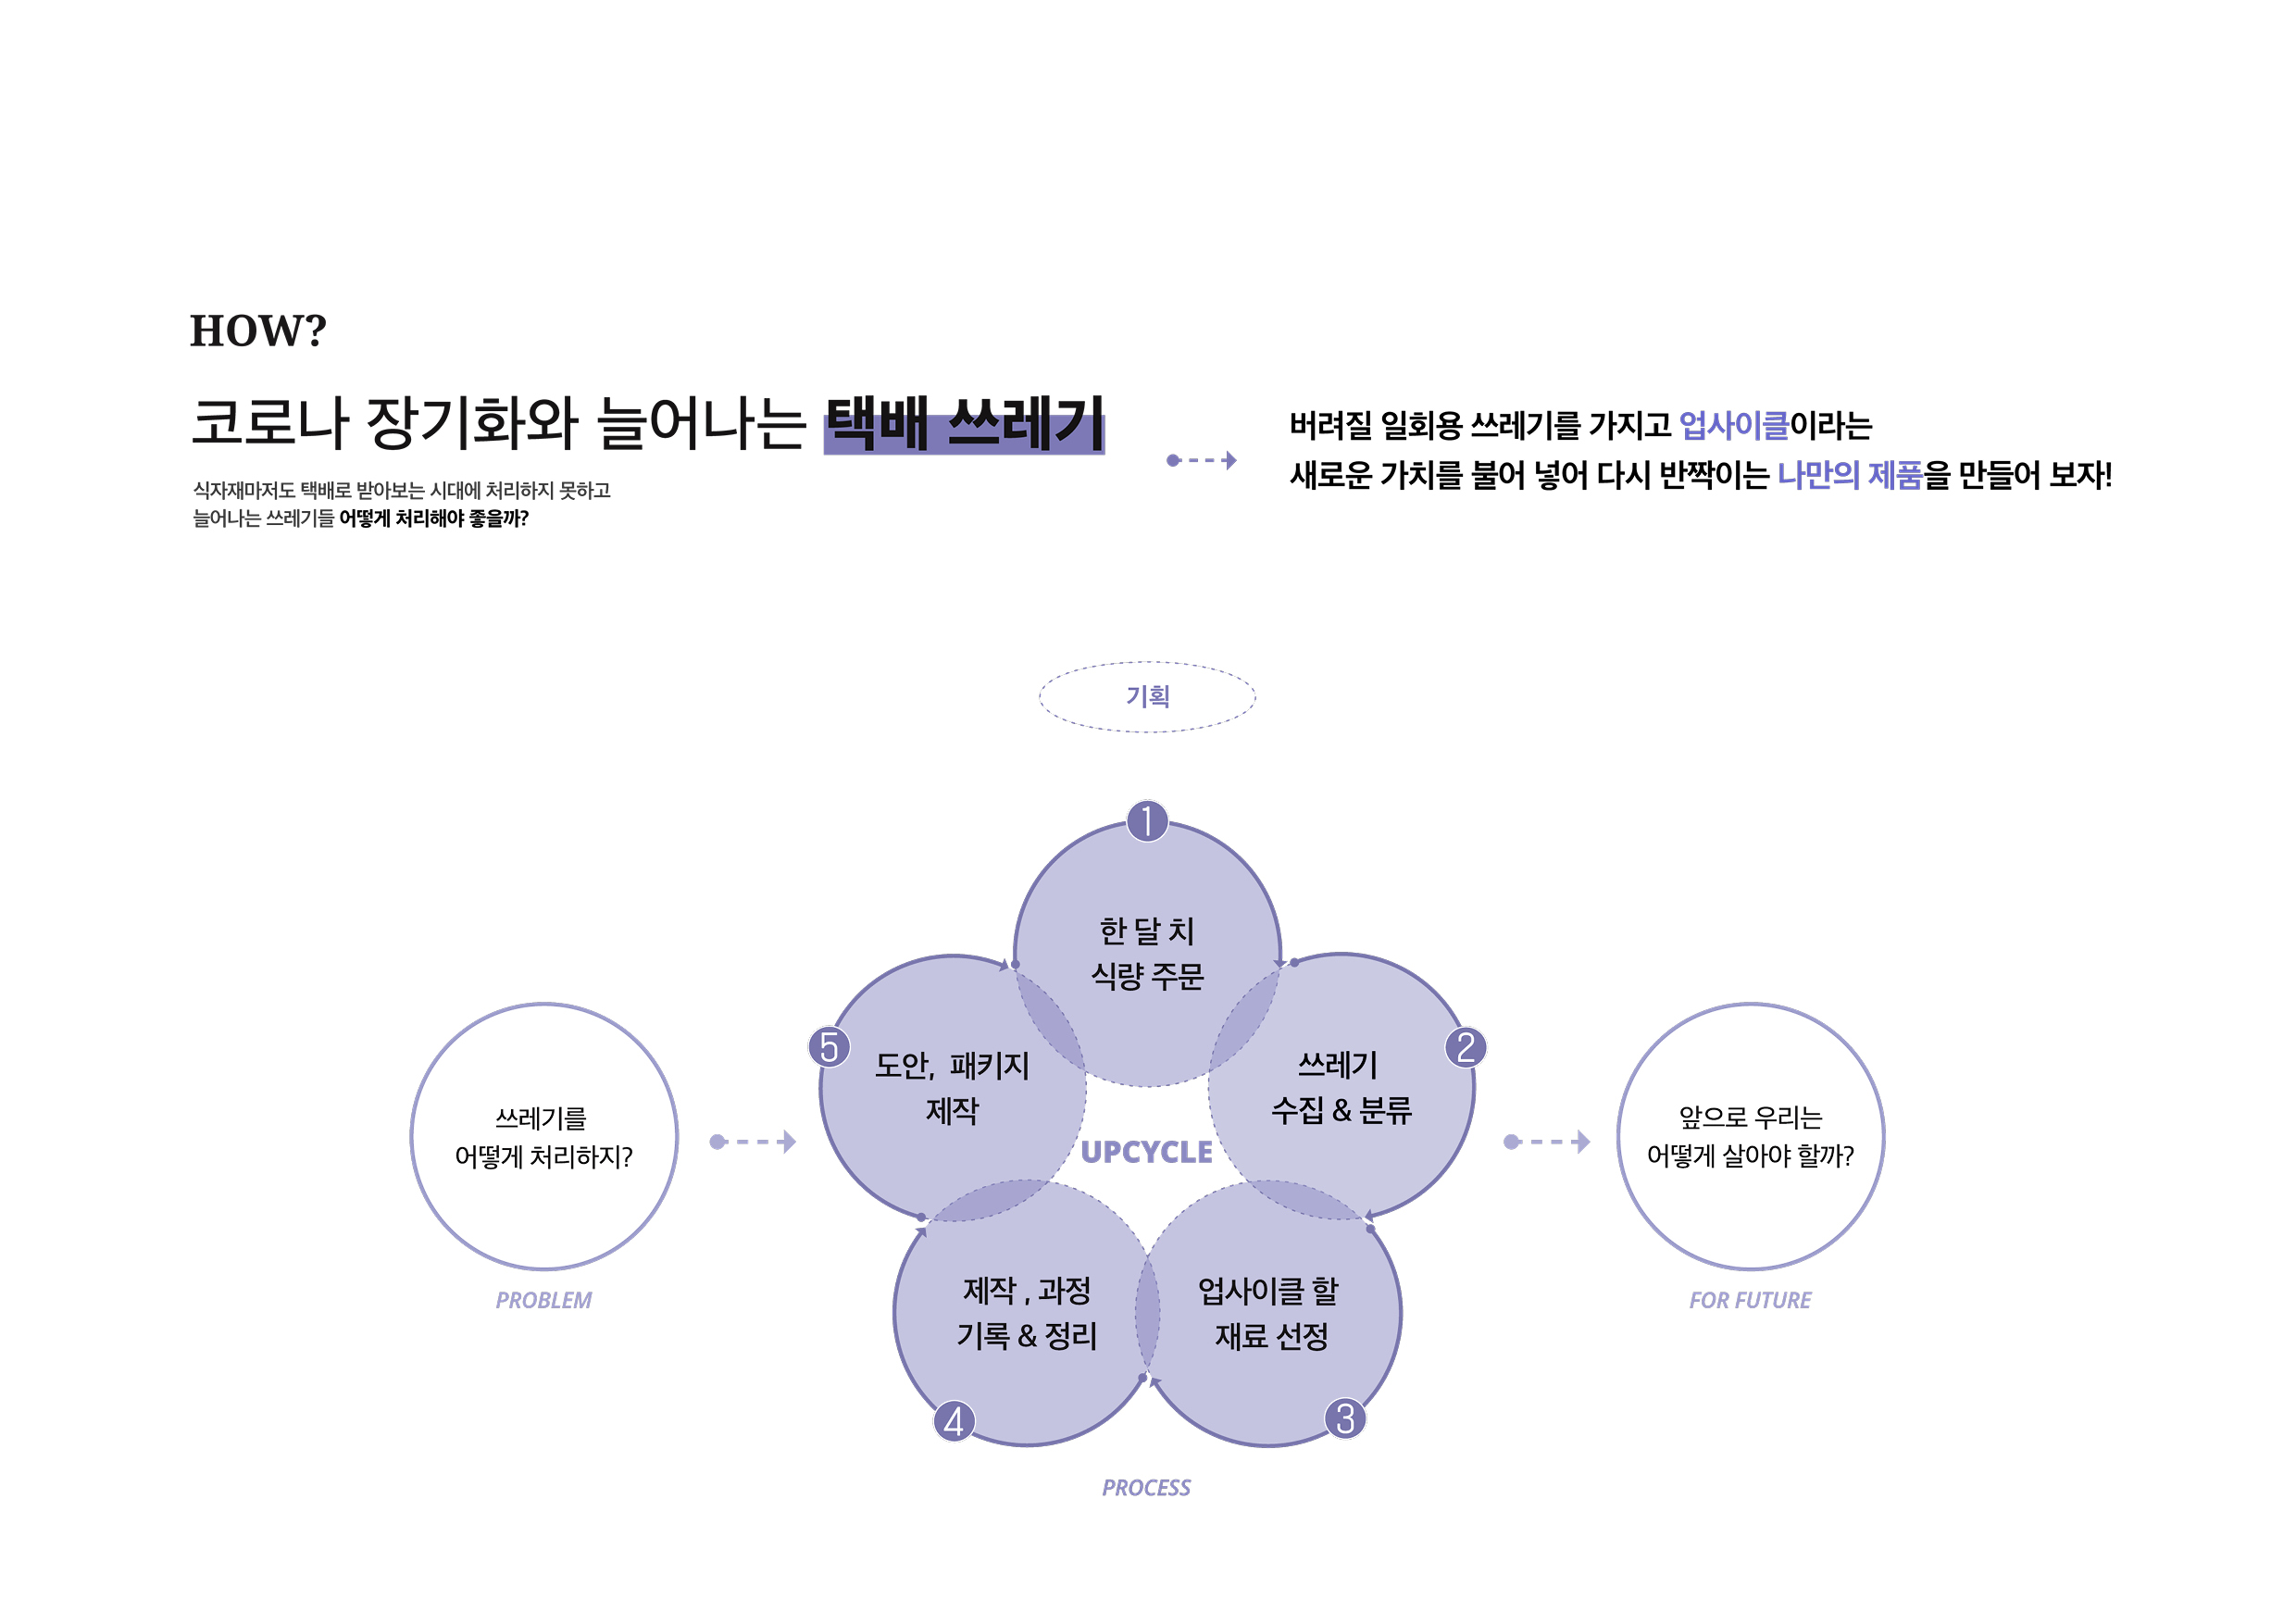 HOW?
코로나 장기화와 늘어나는 택배 쓰레기
식자재마저도 택배로 받아보는 시대에 처리하지 못하고
늘어나는 쓰레기들 어떻게 처리해야 좋을까?
버려질 일회용 쓰레기를 가지고 업사이클이라는
새로운 가치를 불어 넣어 다시 반짝이는 나만의 제품을 만들어 보자!
기획
1
한 달 치
식량 주문
2
쓰레기
수집 & 분류
3
업사이클 할
재료 선정
4
제작 , 과정
기록 & 정리
5
도안, 패키지
제작
UPCYCLE
쓰레기를
어떻게 처리하지?
PROBLEM
앞으로 우리는
어떻게 살아야 할까?
FOR FUTURE
PROCESS